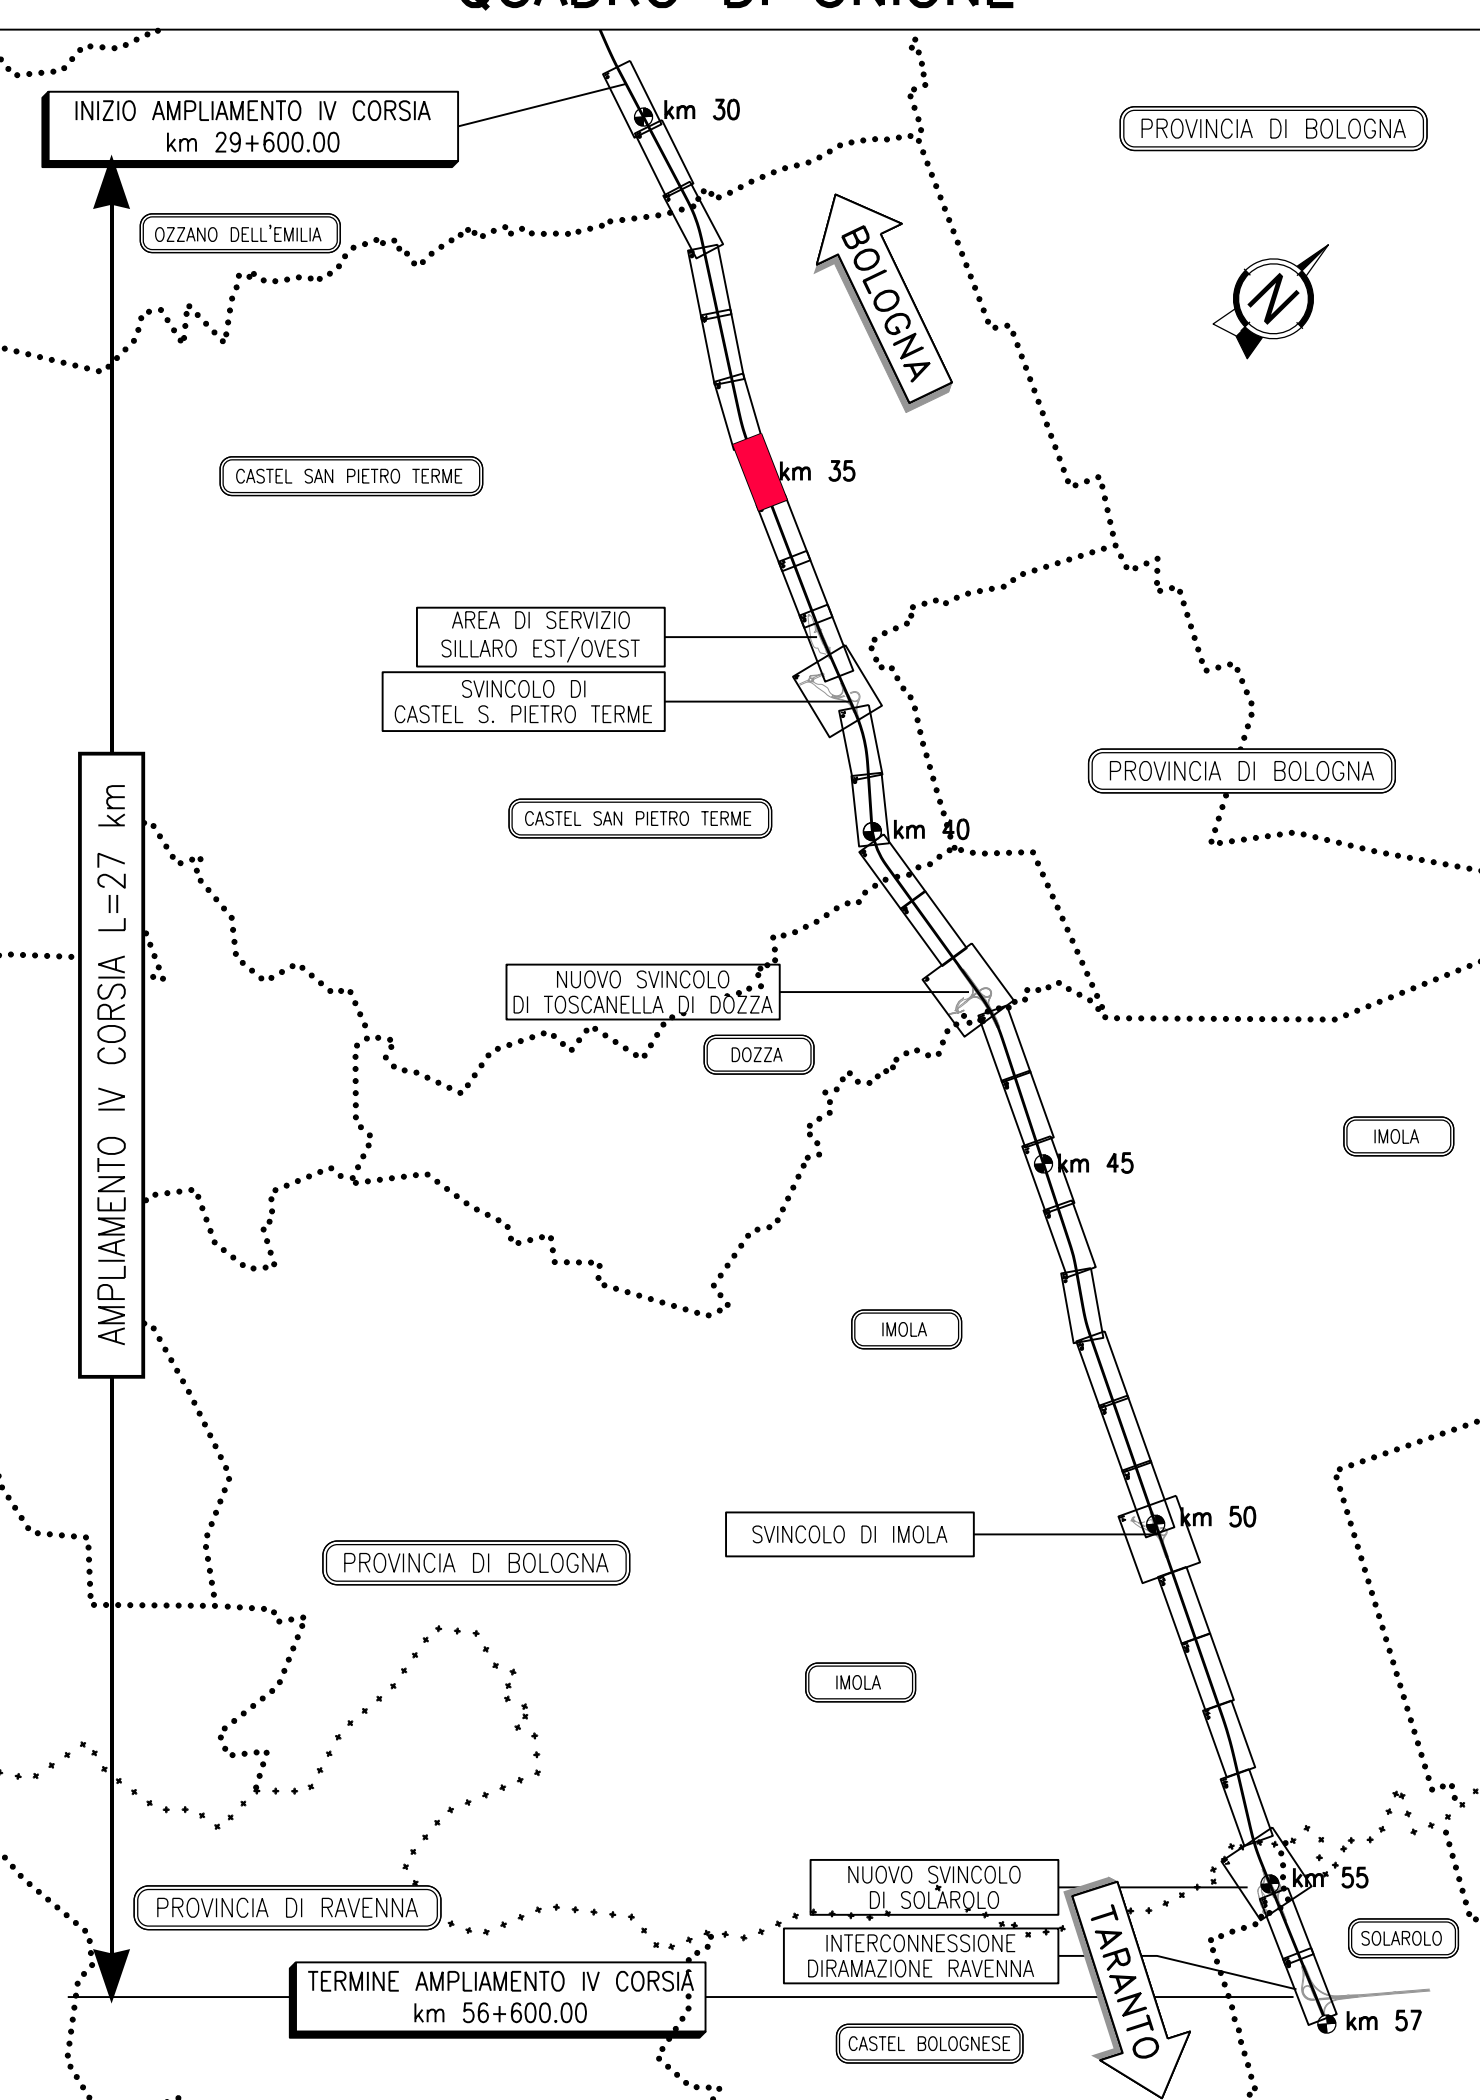 QUADRO DI UNIONE
INIZIO AMPLIAMENTO IV CORSIA
km 29+600.00
km 30
PROVINCIA DI BOLOGNA
OZZANO DELL'EMILIA
BOLOGNA
N
CASTEL SAN PIETRO TERME
km 35
AREA DI SERVIZIO
SILLARO EST/OVEST
SVINCOLO DI
CASTEL S. PIETRO TERME
PROVINCIA DI BOLOGNA
CASTEL SAN PIETRO TERME
km 40
AMPLIAMENTO IV CORSIA L=27 km
NUOVO SVINCOLO
DI TOSCANELLA DI DOZZA
DOZZA
IMOLA
km 45
IMOLA
km 50
SVINCOLO DI IMOLA
PROVINCIA DI BOLOGNA
IMOLA
NUOVO SVINCOLO
DI SOLAROLO
km 55
PROVINCIA DI RAVENNA
TARANTO
SOLAROLO
INTERCONNESSIONE
DIRAMAZIONE RAVENNA
TERMINE AMPLIAMENTO IV CORSIA
km 56+600.00
km 57
CASTEL BOLOGNESE